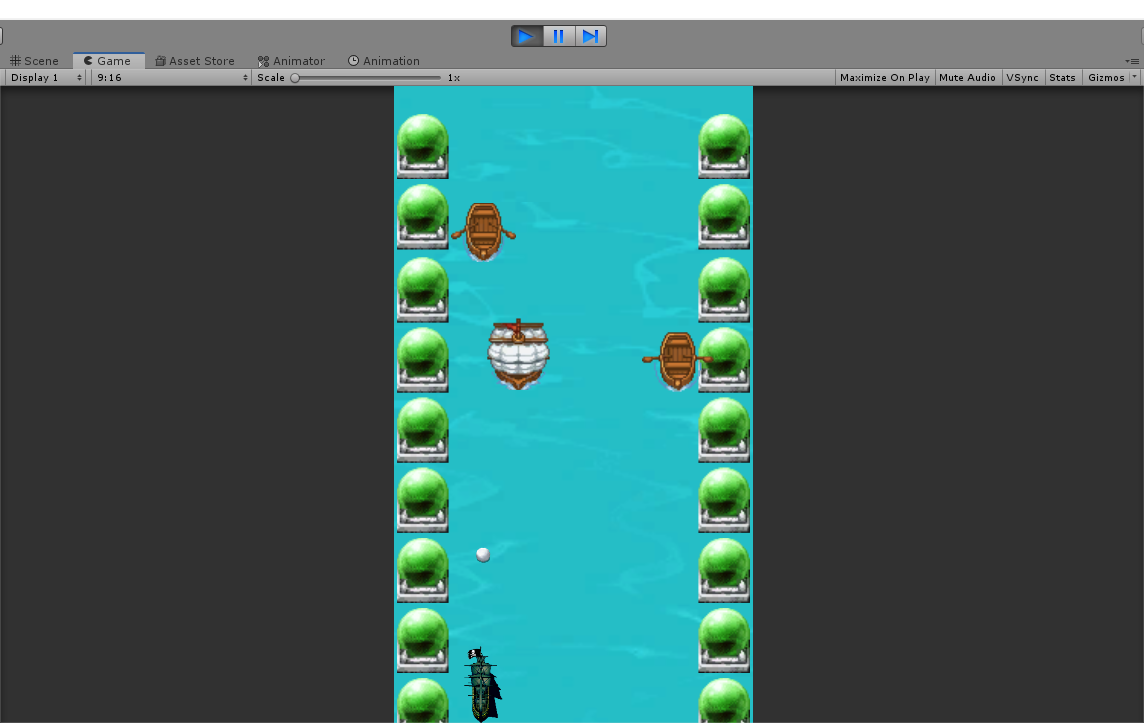 Scene Game Asset Store Animator Animation
Display 1 9:16 Scale 1x Maximize On Play Mute Audio VSync Stats Gizmos